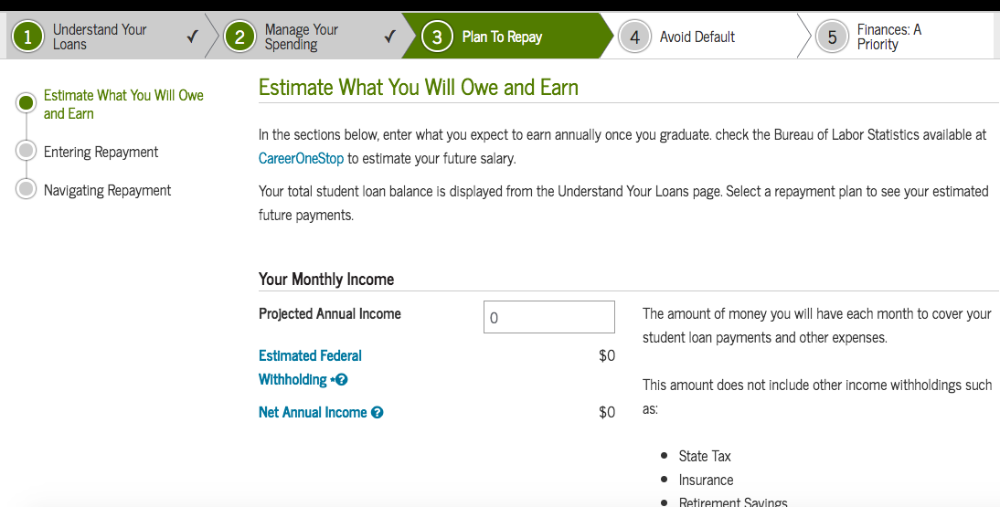 1
Understand Your
Loans
✓
2
Manage Your
Spending
✓
3
Plan To Repay
4
Avoid Default
5
Finances: A
Priority
Estimate What You Will Owe
and Earn
Entering Repayment
Navigating Repayment
Estimate What You Will Owe and Earn
In the sections below, enter what you expect to earn annually once you graduate. check the Bureau of Labor Statistics available at
CareerOneStop to estimate your future salary.
Your total student loan balance is displayed from the Understand Your Loans page. Select a repayment plan to see your estimated
future payments.
Your Monthly Income
Projected Annual Income
0
Estimated Federal
Withholding *?
$0
Net Annual Income ?
$0
The amount of money you will have each month to cover your
student loan payments and other expenses.
This amount does not include other income withholdings such
as:
• State Tax
• Insurance
• Retirement Savings